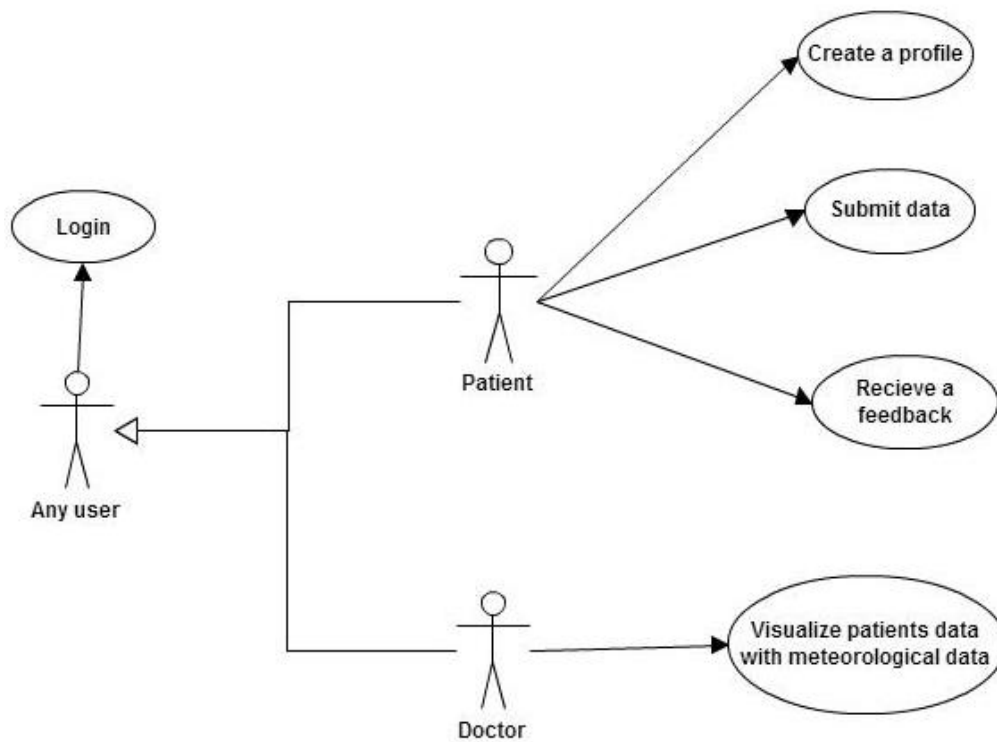 Create a profile
Submit data
Login
Patient
Recieve a
feedback
Any user
Visualize patients data
with meteorological data
Doctor